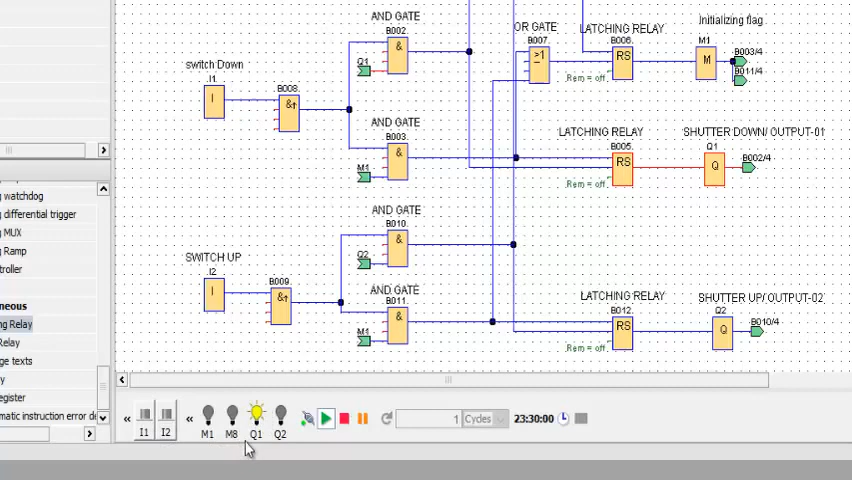 AND GATE
B002
&
Q1
switch Down
I1
I
B008
&↑
AND GATE
B003
&
M1
OR GATE
B007
>1
LATCHING RELAY
B006
RS
Rem = off
Initializing flag
M1
M
B003/4
B011/4
LATCHING RELAY
B005
RS
Rem = off
SHUTTER DOWN/ OUTPUT-01
Q1
Q
B002/4
AND GATE
B010
&
Q2
SWITCH UP
I2
I
B009
&↑
AND GATE
B011
&
M1
LATCHING RELAY
B012
RS
Rem = off
SHUTTER UP/ OUTPUT-02
Q2
Q
B010/4
g watchdog
g differential trigger
g MUX
g Ramp
troller
neous
ng Relay
Relay
ge texts
y
egister
matic instruction error de
« I1 I2 « M1 M8 Q1 Q2
1 Cycles 23:30:00